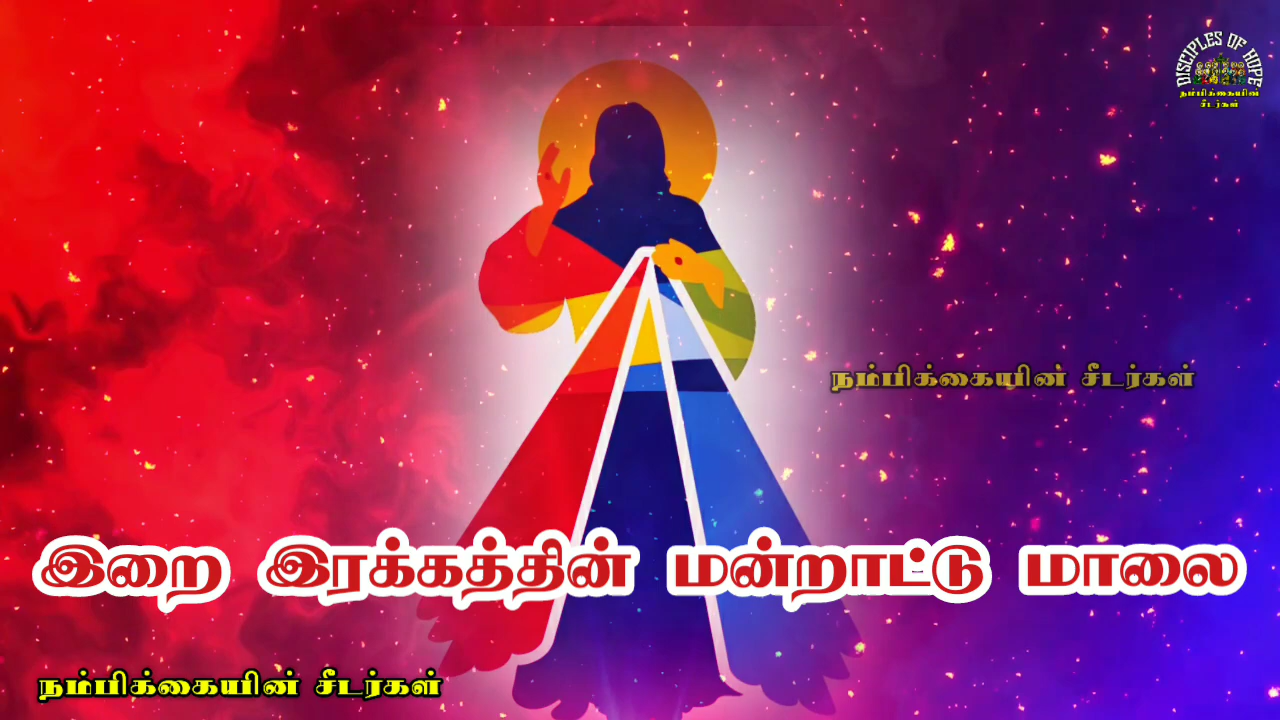 DISCIPLES OF HOPE
நம்பிக்கையின்
சீடர்கள்
நம்பிக்கையின் சீடர்கள்
இறை இரக்கத்தின் மன்றாட்டு மாலை
நம்பிக்கையின் சீடர்கள்